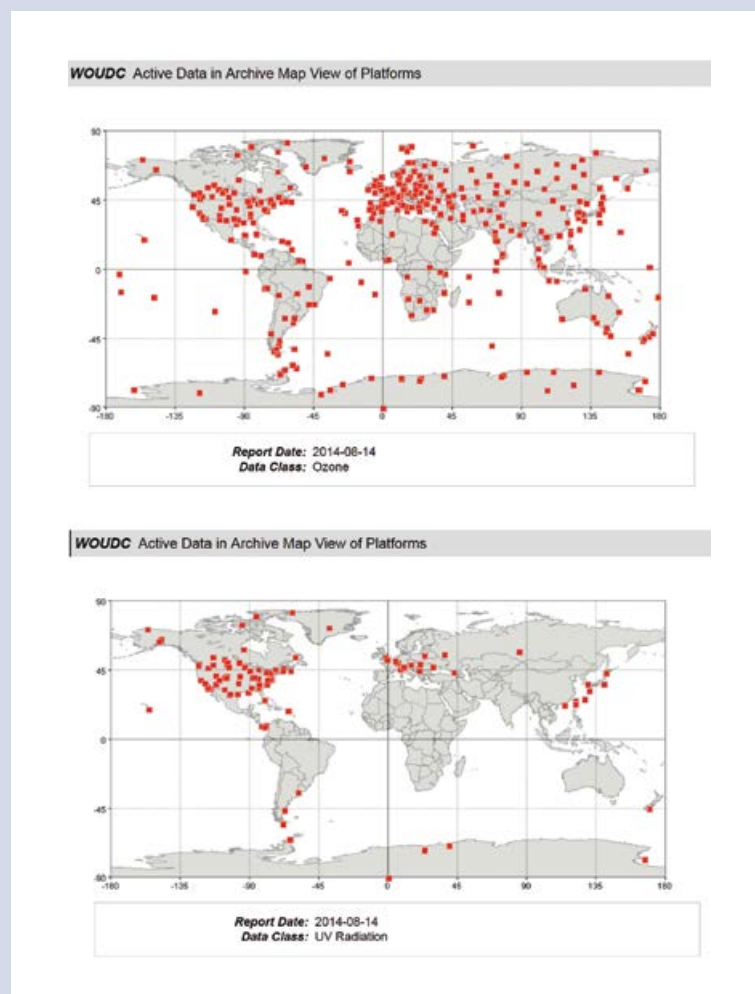 WOUDC Active Data in Archive Map View of Platforms
90
45
0
-45
-90
-180 -135 -90 -45 0 45 90 135 180
Report Date: 2014-08-14
Data Class: Ozone
WOUDC Active Data in Archive Map View of Platforms
90
45
0
-45
-90
-180 -135 -90 -45 0 45 90 135 180
Report Date: 2014-08-14
Data Class: UV Radiation